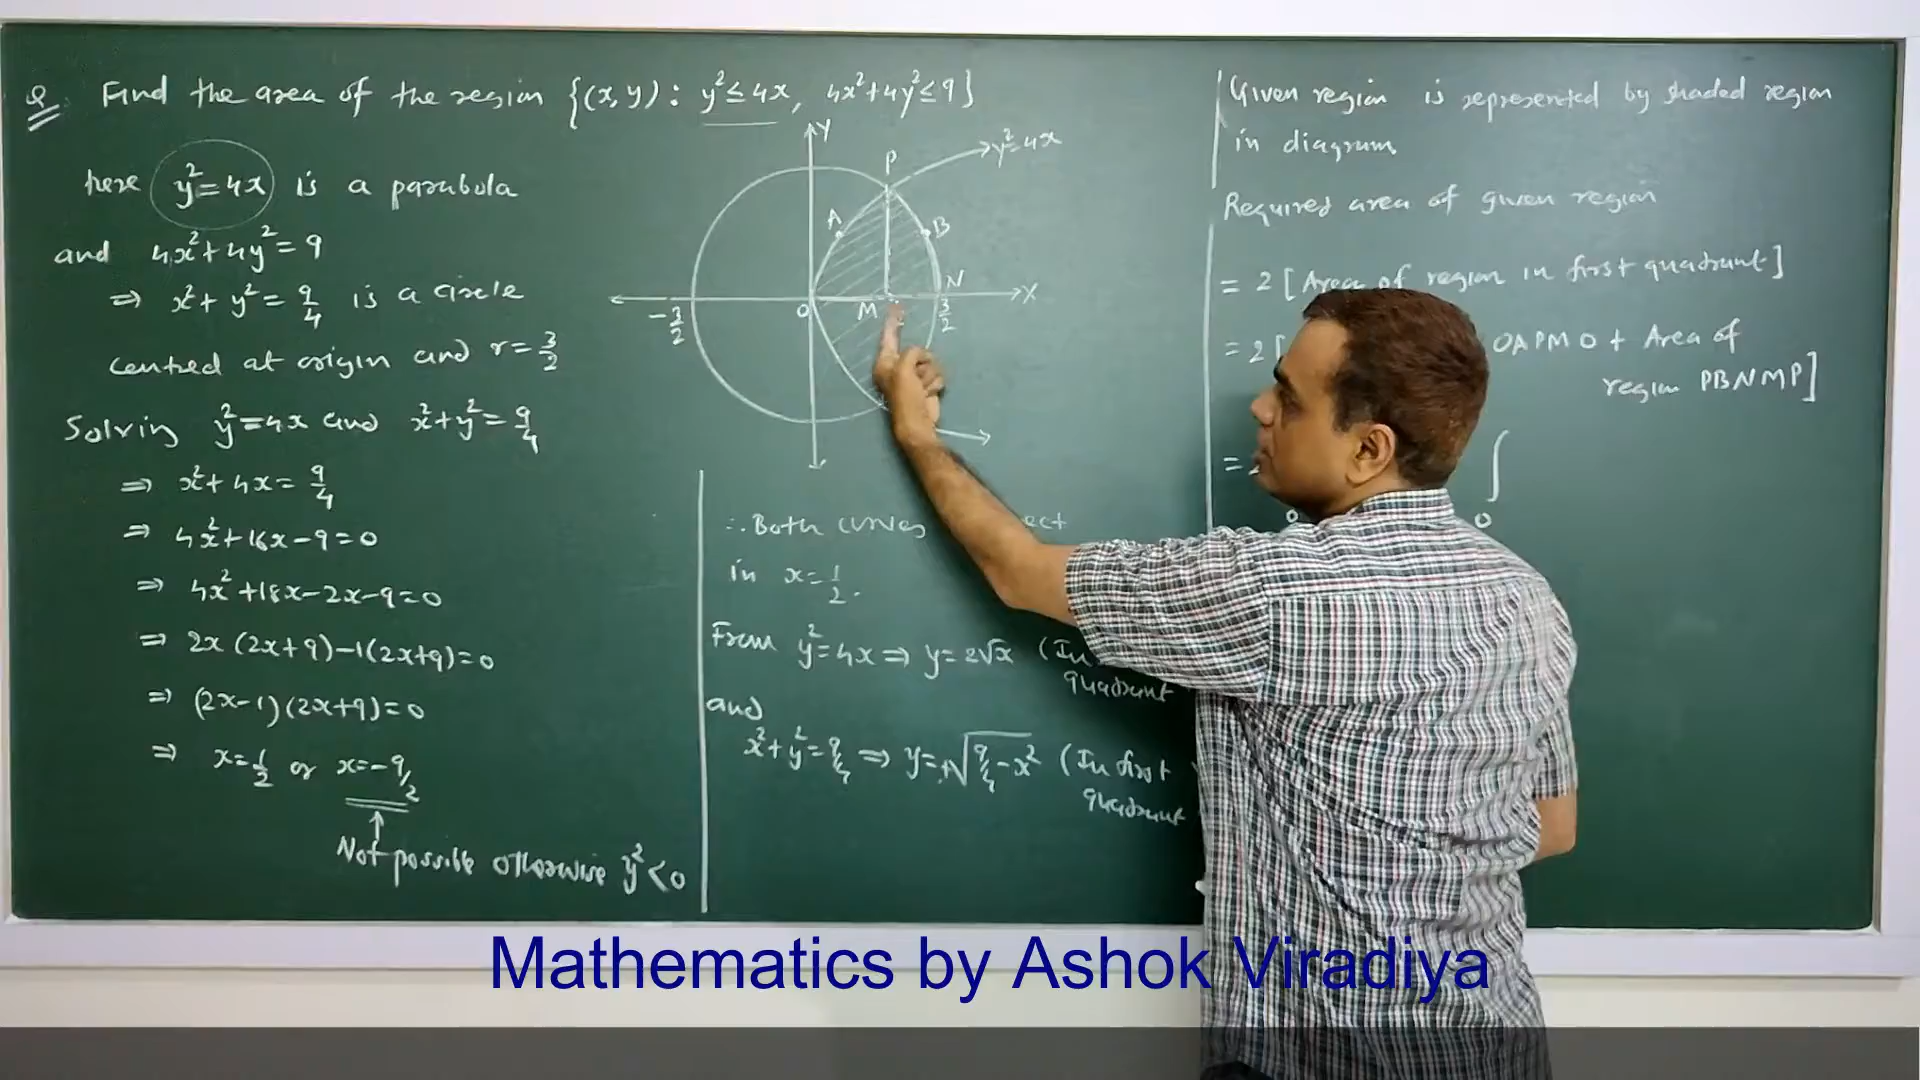 Q. Find the area of the region {(x, y) : y² ≤ 4x, 4x² + 4y² ≤ 9}
here y² = 4x is a parabola
and 4x² + 4y² = 9
⇒ x² + y² = 9/4 is a circle
centred at origin and r = 3/2
Solving y² = 4x and x² + y² = 9/4
⇒ x² + 4x = 9/4
⇒ 4x² + 16x - 9 = 0
⇒ 4x² + 18x - 2x - 9 = 0
⇒ 2x (2x + 9) - 1(2x + 9) = 0
⇒ (2x - 1) (2x + 9) = 0
⇒ x = 1/2 or x = -9/2
Not possible otherwise y² < 0
Y
P
y² = 4x
A
B
N
X
-3/2
O
M
3/2
∴ Both curves
in x = 1/2.
From y² = 4x ⇒ y = 2√x (In
quadrant
and
x² + y² = 9/4 ⇒ y = +√(9/4 - x²) (In first
quadrant
Given region is represented by shaded region
in diagram
Required area of given region
= 2 [Area of region in first quadrant]
= 2 [ OAPMO + Area of
region PBNMP]
= ∫
0 0
Mathematics by Ashok Viradiya